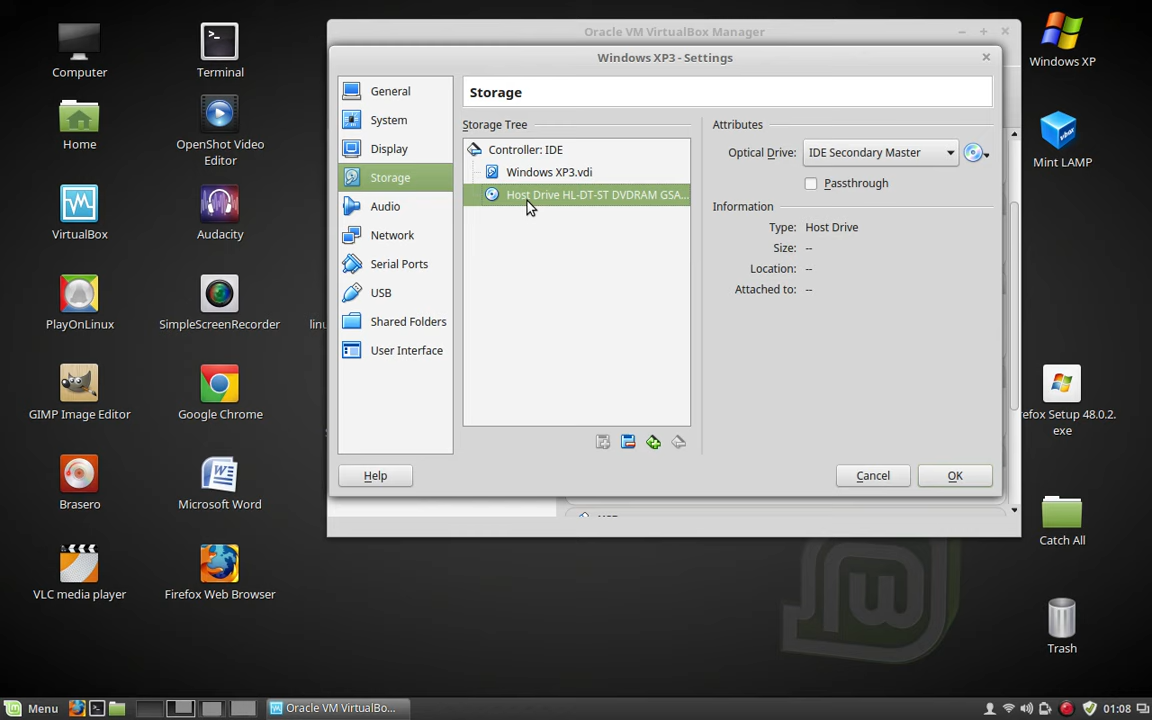 Computer
Terminal
Home
OpenShot Video
Editor
VirtualBox
Audacity
PlayOnLinux
SimpleScreenRecorder
GIMP Image Editor
Google Chrome
Brasero
Microsoft Word
VLC media player
Firefox Web Browser
Oracle VM VirtualBox Manager
Windows XP3 - Settings
General
System
Display
Storage
Audio
Network
Serial Ports
USB
Shared Folders
User Interface
Storage
Storage Tree
Controller: IDE
Windows XP3.vdi
Host Drive HL-DT-ST DVDRAM GSA...
Attributes
Optical Drive: IDE Secondary Master
Passthrough
Information
Type: Host Drive
Size: --
Location: --
Attached to: --
Help
Cancel
OK
Windows XP
vbox
Mint LAMP
efox Setup 48.0.2.
exe
Catch All
Trash
Menu
Oracle VM VirtualBo...
01:08